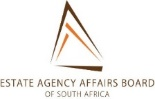 ESTATE AGENCY AFFAIRS BOARD
OF SOUTH AFRICA